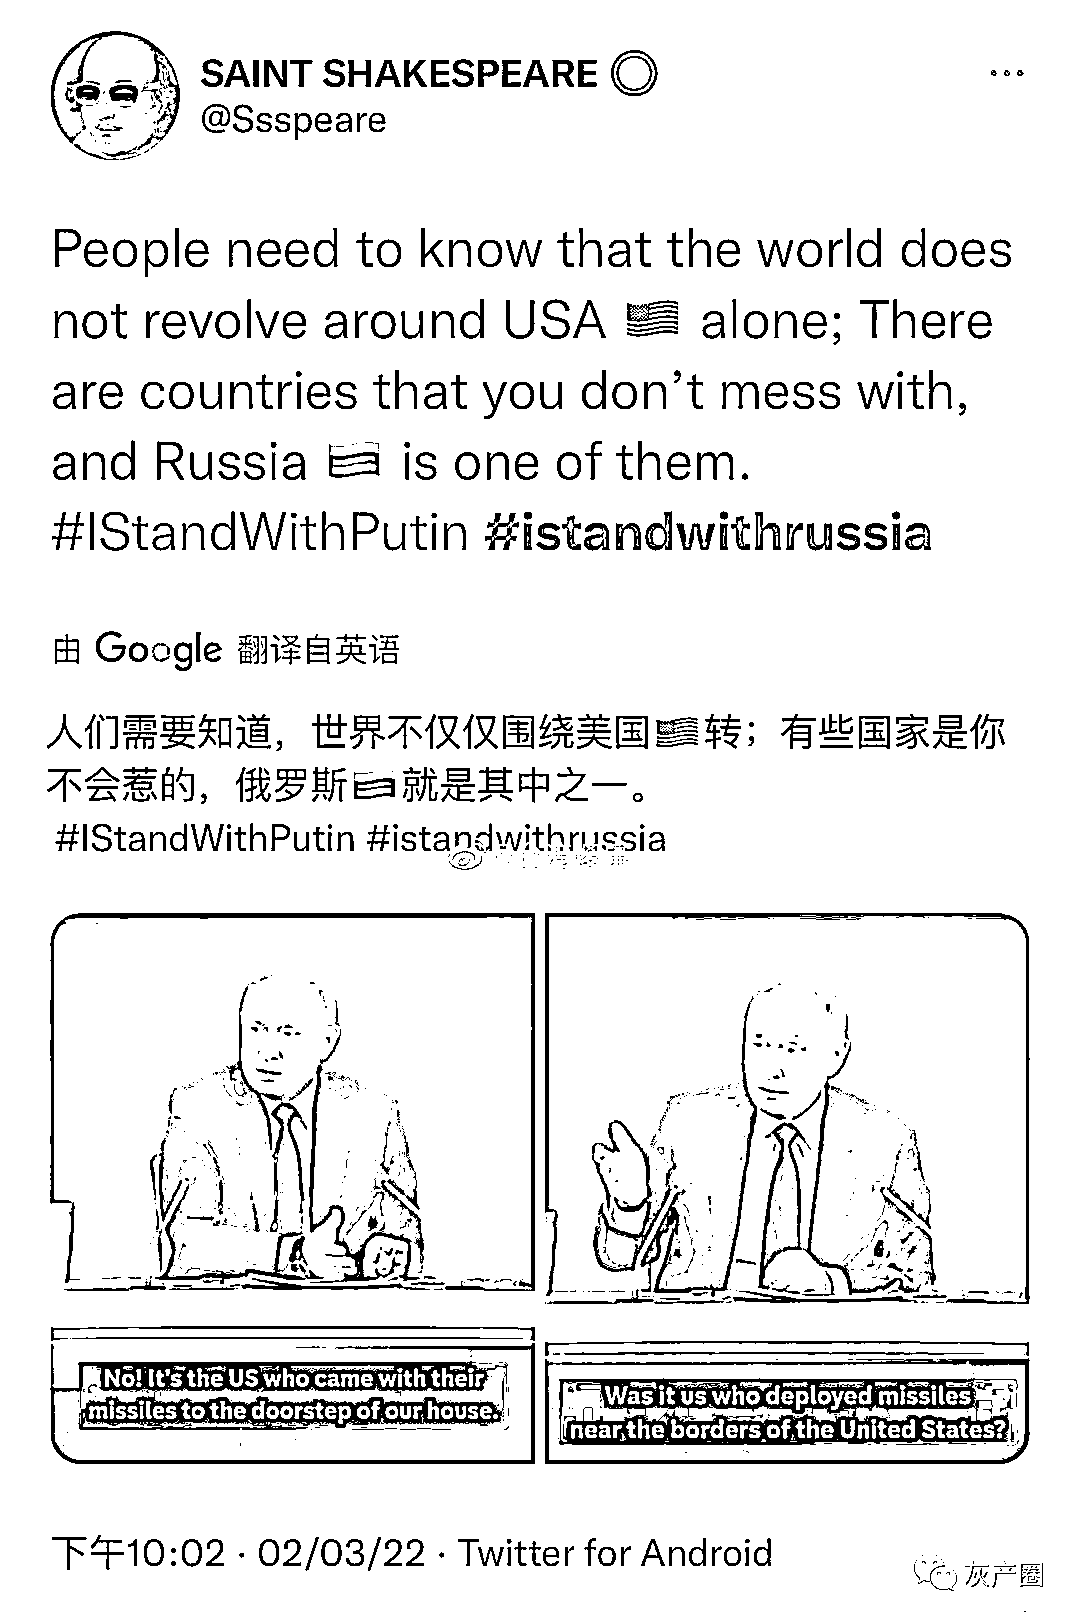 SAINT SHAKESPEARE
@Ssspeare
People need to know that the world does
not revolve around USA 🇺🇸 alone; There
are countries that you don't mess with,
and Russia 🇷🇺 is one of them.
#IStandWithPutin #istandwithrussia
由 Google 翻译自英语
人们需要知道，世界不仅仅围绕美国🇺🇸转；有些国家是你
不会惹的，俄罗斯🇷🇺就是其中之一。
#IStandWithPutin #istandwithrussia
No! It's the US who came with their
missiles to the doorstep of our house.
Was it us who deployed missiles
near the borders of the United States?
下午10:02 · 02/03/22 · Twitter for Android
灰产圈